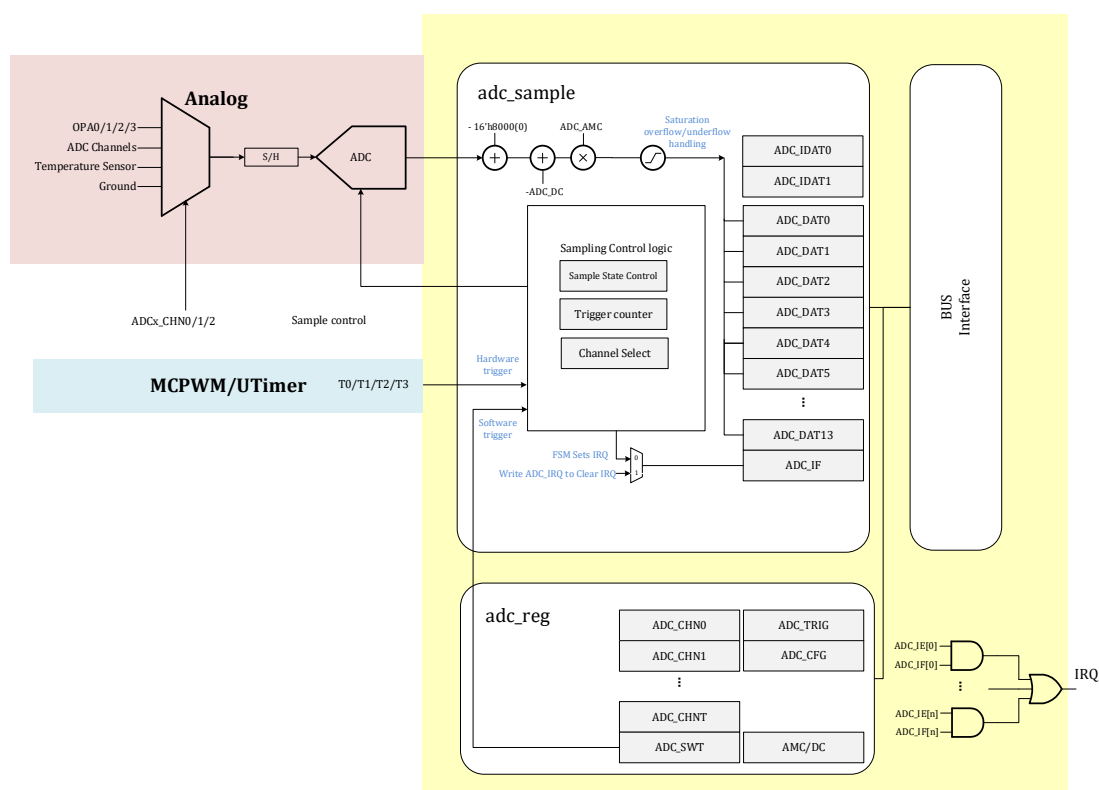 Analog
OPA0/1/2/3
ADC Channels
Temperature Sensor
Ground
S/H
ADC
ADCx_CHN0/1/2
Sample control
MCPWM/UTimer
T0/T1/T2/T3
adc_sample
- 16'h8000(0)
ADC_AMC
-ADC_DC
Saturation
overflow/underflow
handling
Sampling Control logic
Sample State Control
Trigger counter
Channel Select
Hardware
trigger
Software
trigger
FSM Sets IRQ
Write ADC_IRQ to Clear IRQ
0
1
ADC_IDAT0
ADC_IDAT1
ADC_DAT0
ADC_DAT1
ADC_DAT2
ADC_DAT3
ADC_DAT4
ADC_DAT5
ADC_DAT13
ADC_IF
BUS
Interface
adc_reg
ADC_CHN0
ADC_TRIG
ADC_CHN1
ADC_CFG
ADC_CHNT
ADC_SWT
AMC/DC
ADC_IE[0]
ADC_IF[0]
ADC_IE[n]
ADC_IF[n]
IRQ